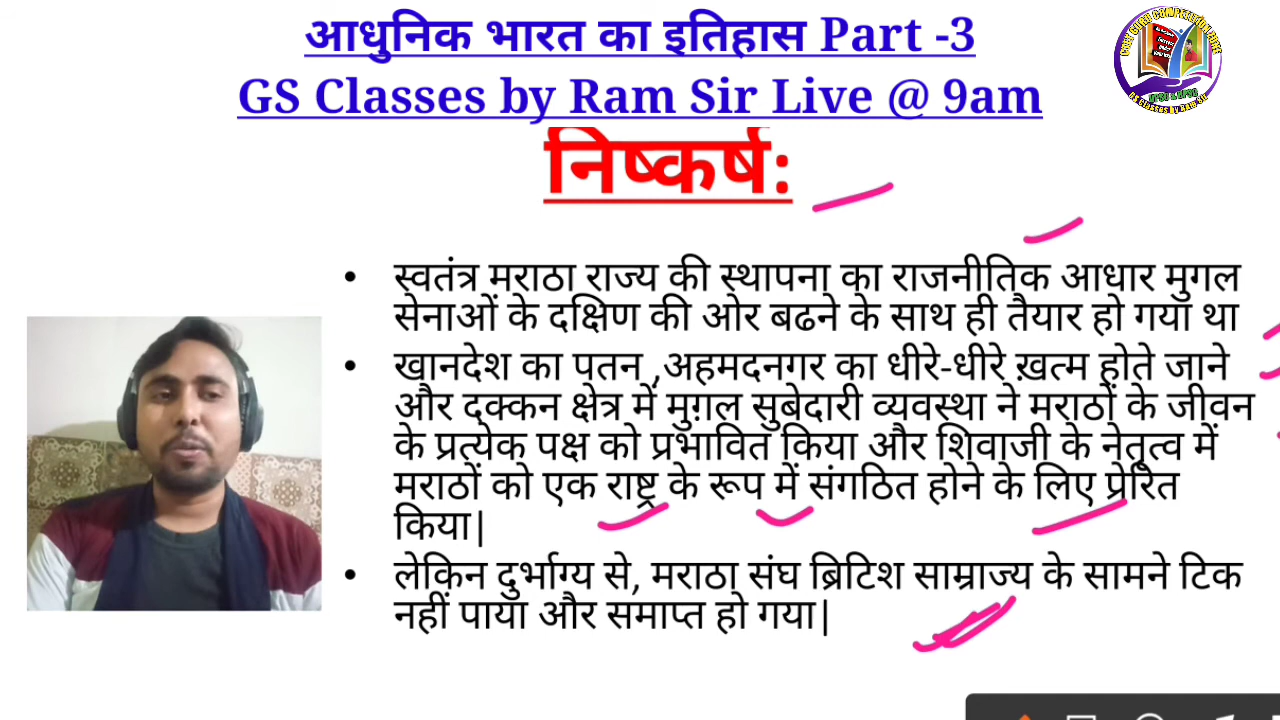 आधुनिक भारत का इतिहास Part -3
GS Classes by Ram Sir Live @ 9am
निष्कर्ष:
• स्वतंत्र मराठा राज्य की स्थापना का राजनीतिक आधार मुगल
सेनाओं के दक्षिण की ओर बढने के साथ ही तैयार हो गया था
• खानदेश का पतन ,अहमदनगर का धीरे-धीरे ख़त्म होते जाने
और दक्कन क्षेत्र में मुग़ल सुबेदारी व्यवस्था ने मराठों के जीवन
के प्रत्येक पक्ष को प्रभावित किया और शिवाजी के नेतृत्व में
मराठों को एक राष्ट्र के रूप में संगठित होने के लिए प्रेरित
किया|
• लेकिन दुर्भाग्य से, मराठा संघ ब्रिटिश साम्राज्य के सामने टिक
नहीं पाया और समाप्त हो गया|